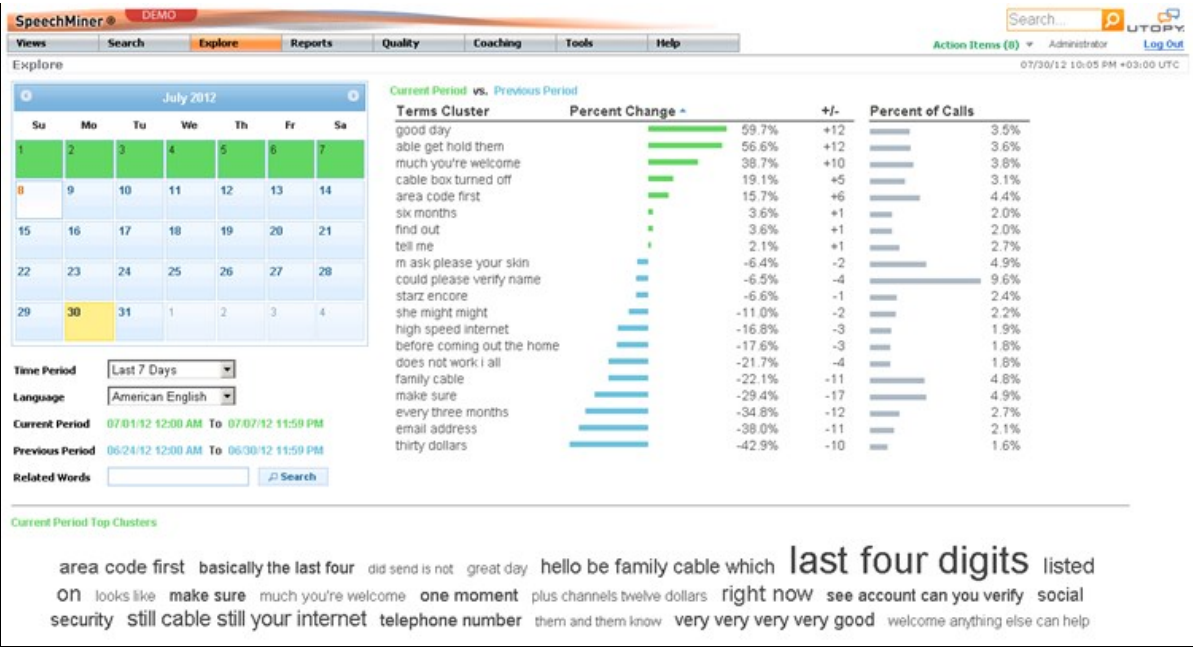 SpeechMiner ® DEMO
Search...
UTOPY
Views Search Explore Reports Quality Coaching Tools Help
Action Items (8) Administrator Log Out
Explore
07/30/12 10:05 PM +03:00 UTC
July 2012
Su Mo Tu We Th Fr Sa
1 2 3 4 5 6 7
8 9 10 11 12 13 14
15 16 17 18 19 20 21
22 23 24 25 26 27 28
29 30 31 1 2 3 4
Time Period Last 7 Days
Language American English
Current Period 07/01/12 12:00 AM To 07/07/12 11:59 PM
Previous Period 06/24/12 12:00 AM To 06/30/12 11:59 PM
Related Words Search
Current Period vs. Previous Period
Terms Cluster Percent Change +/- Percent of Calls
good day 59.7% +12 3.5%
able get hold them 56.6% +12 3.6%
much you're welcome 38.7% +10 3.8%
cable box turned off 19.1% +5 3.1%
area code first 15.7% +6 4.4%
six months 3.6% +1 2.0%
find out 3.6% +1 2.0%
tell me 2.1% +1 2.7%
m ask please your skin -6.4% -2 4.9%
could please verify name -6.5% -4 9.6%
starz encore -6.6% -1 2.4%
she might might -11.0% -2 2.2%
high speed internet -16.8% -3 1.9%
before coming out the home -17.6% -3 1.8%
does not work i all -21.7% -4 1.8%
family cable -22.1% -11 4.8%
make sure -29.4% -17 4.9%
every three months -34.8% -12 2.7%
email address -38.0% -11 2.1%
thirty dollars -42.9% -10 1.6%
Current Period Top Clusters
area code first basically the last four did send is not great day hello be family cable which last four digits listed
on looks like make sure much you're welcome one moment plus channels twelve dollars right now see account can you verify social
security still cable still your internet telephone number them and them know very very very very good welcome anything else can help